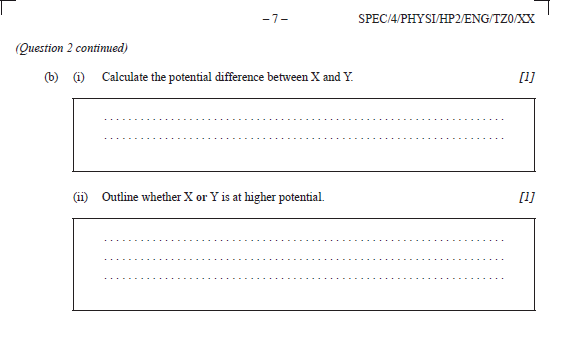 – 7 –
SPEC/4/PHYSI/HP2/ENG/TZ0/XX
(Question 2 continued)
(b) (i) Calculate the potential difference between X and Y. [1]
(ii) Outline whether X or Y is at higher potential. [1]